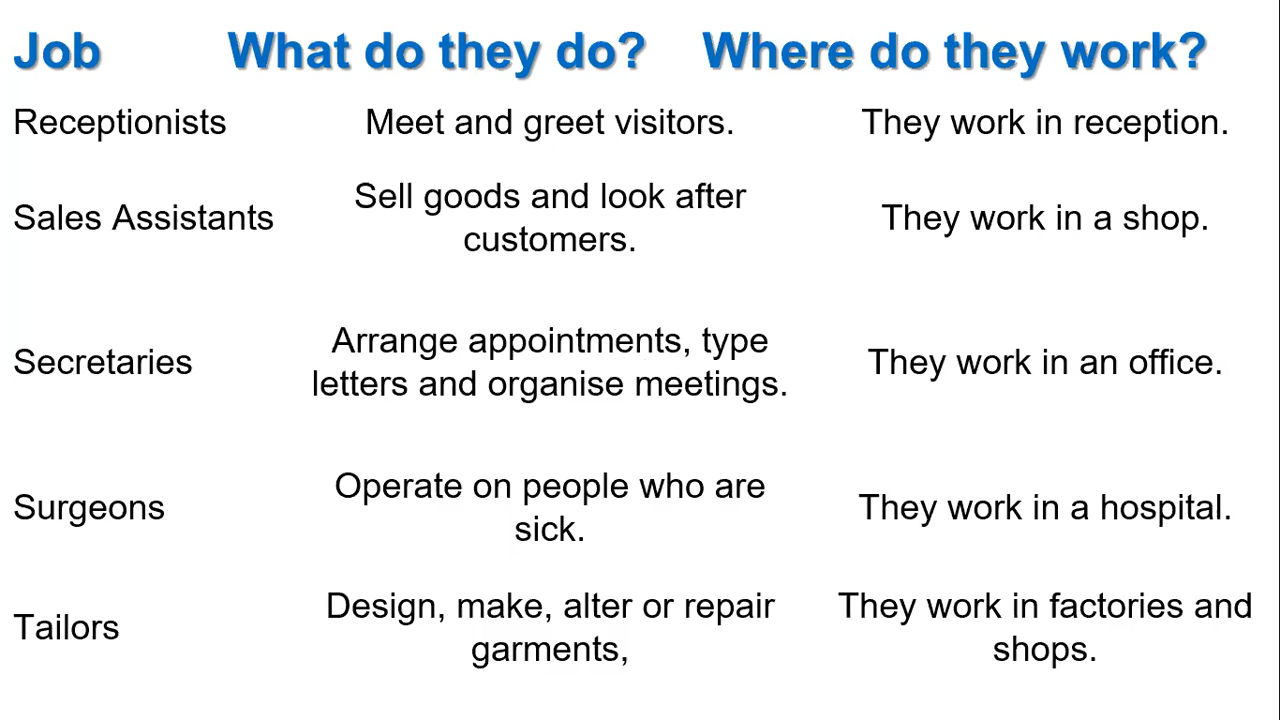 Job What do they do? Where do they work?
Receptionists Meet and greet visitors. They work in reception.
Sales Assistants Sell goods and look after customers. They work in a shop.
Secretaries Arrange appointments, type letters and organise meetings. They work in an office.
Surgeons Operate on people who are sick. They work in a hospital.
Tailors Design, make, alter or repair garments, They work in factories and shops.